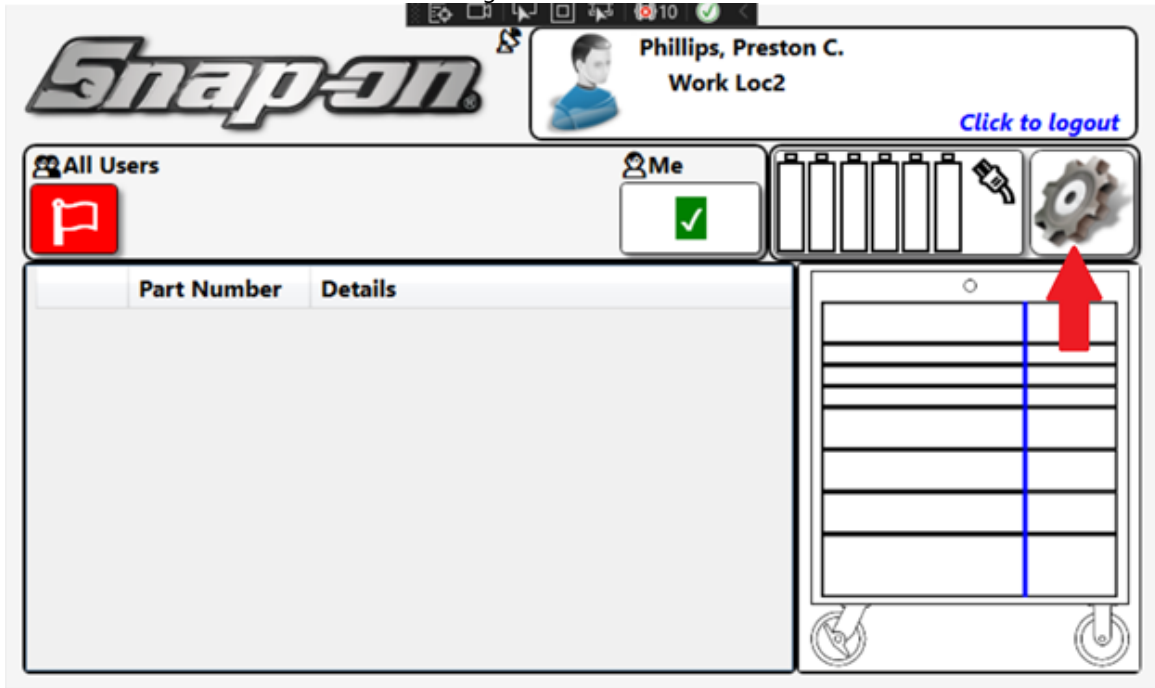 10
Snap-on®
Phillips, Preston C.
Work Loc2
Click to logout
All Users
Me
Part Number Details